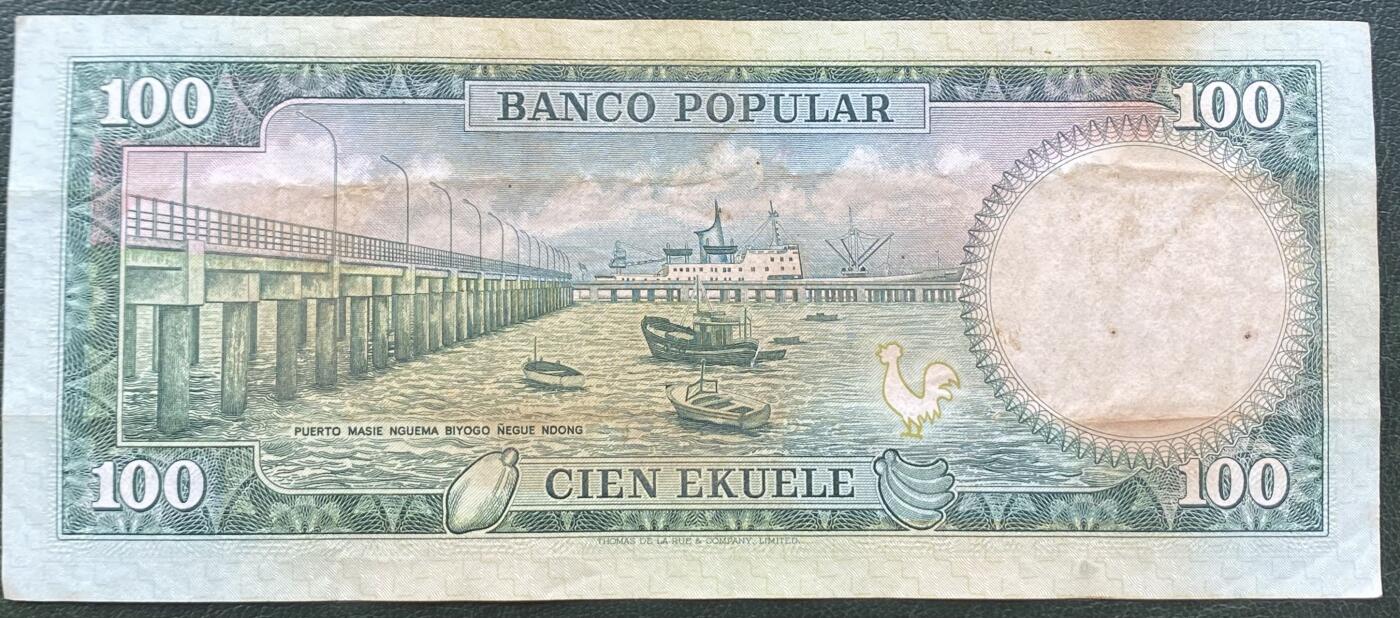 100
BANCO POPULAR
100
PUERTO MASIE NGUEMA BIYOGO ÑEGUE NDONG
100
CIEN EKUELE
100
THOMAS DE LA RUE & COMPANY, LIMITED.